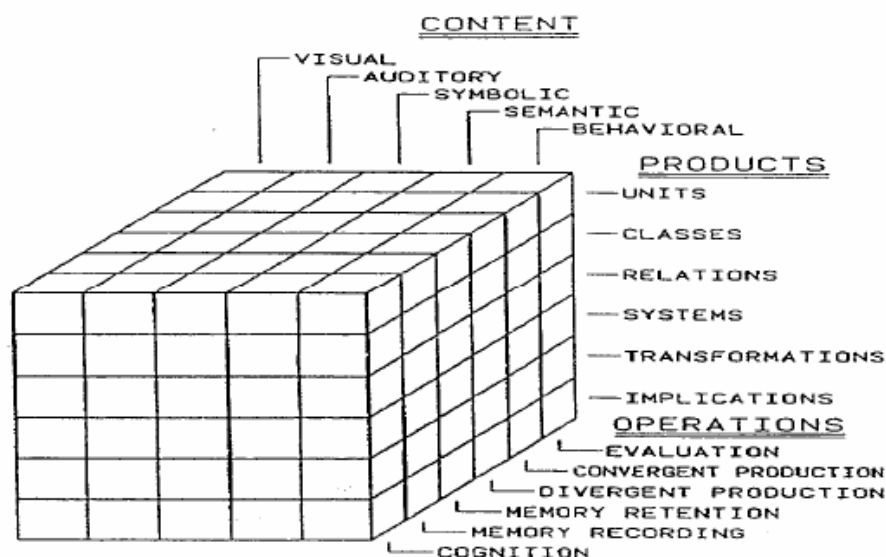 CONTENT
VISUAL
AUDITORY
SYMBOLIC
SEMANTIC
BEHAVIORAL
PRODUCTS
UNITS
CLASSES
RELATIONS
SYSTEMS
TRANSFORMATIONS
IMPLICATIONS
OPERATIONS
EVALUATION
CONVERGENT PRODUCTION
DIVERGENT PRODUCTION
MEMORY RETENTION
MEMORY RECORDING
COGNITION